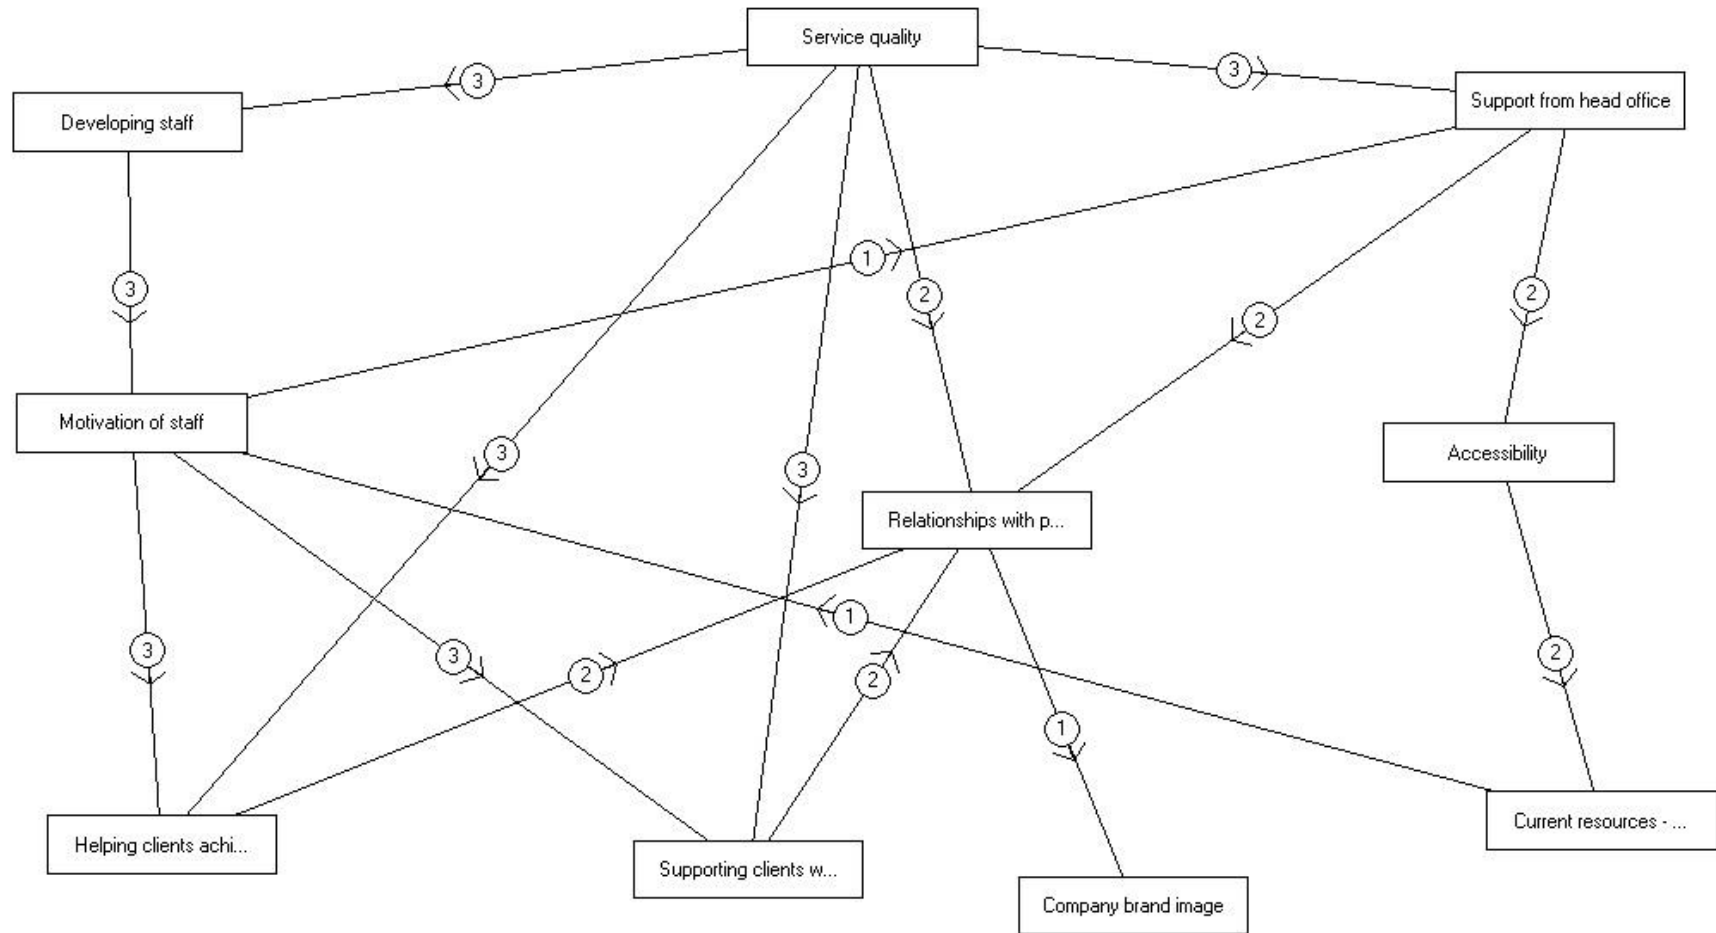 Service quality
3
3
Support from head office
Developing staff
1
3
2
2
2
Motivation of staff
3
Accessibility
3
Relationships with p...
1
3
3
2
2
2
1
Current resources - ...
Helping clients achi...
Supporting clients w...
Company brand image